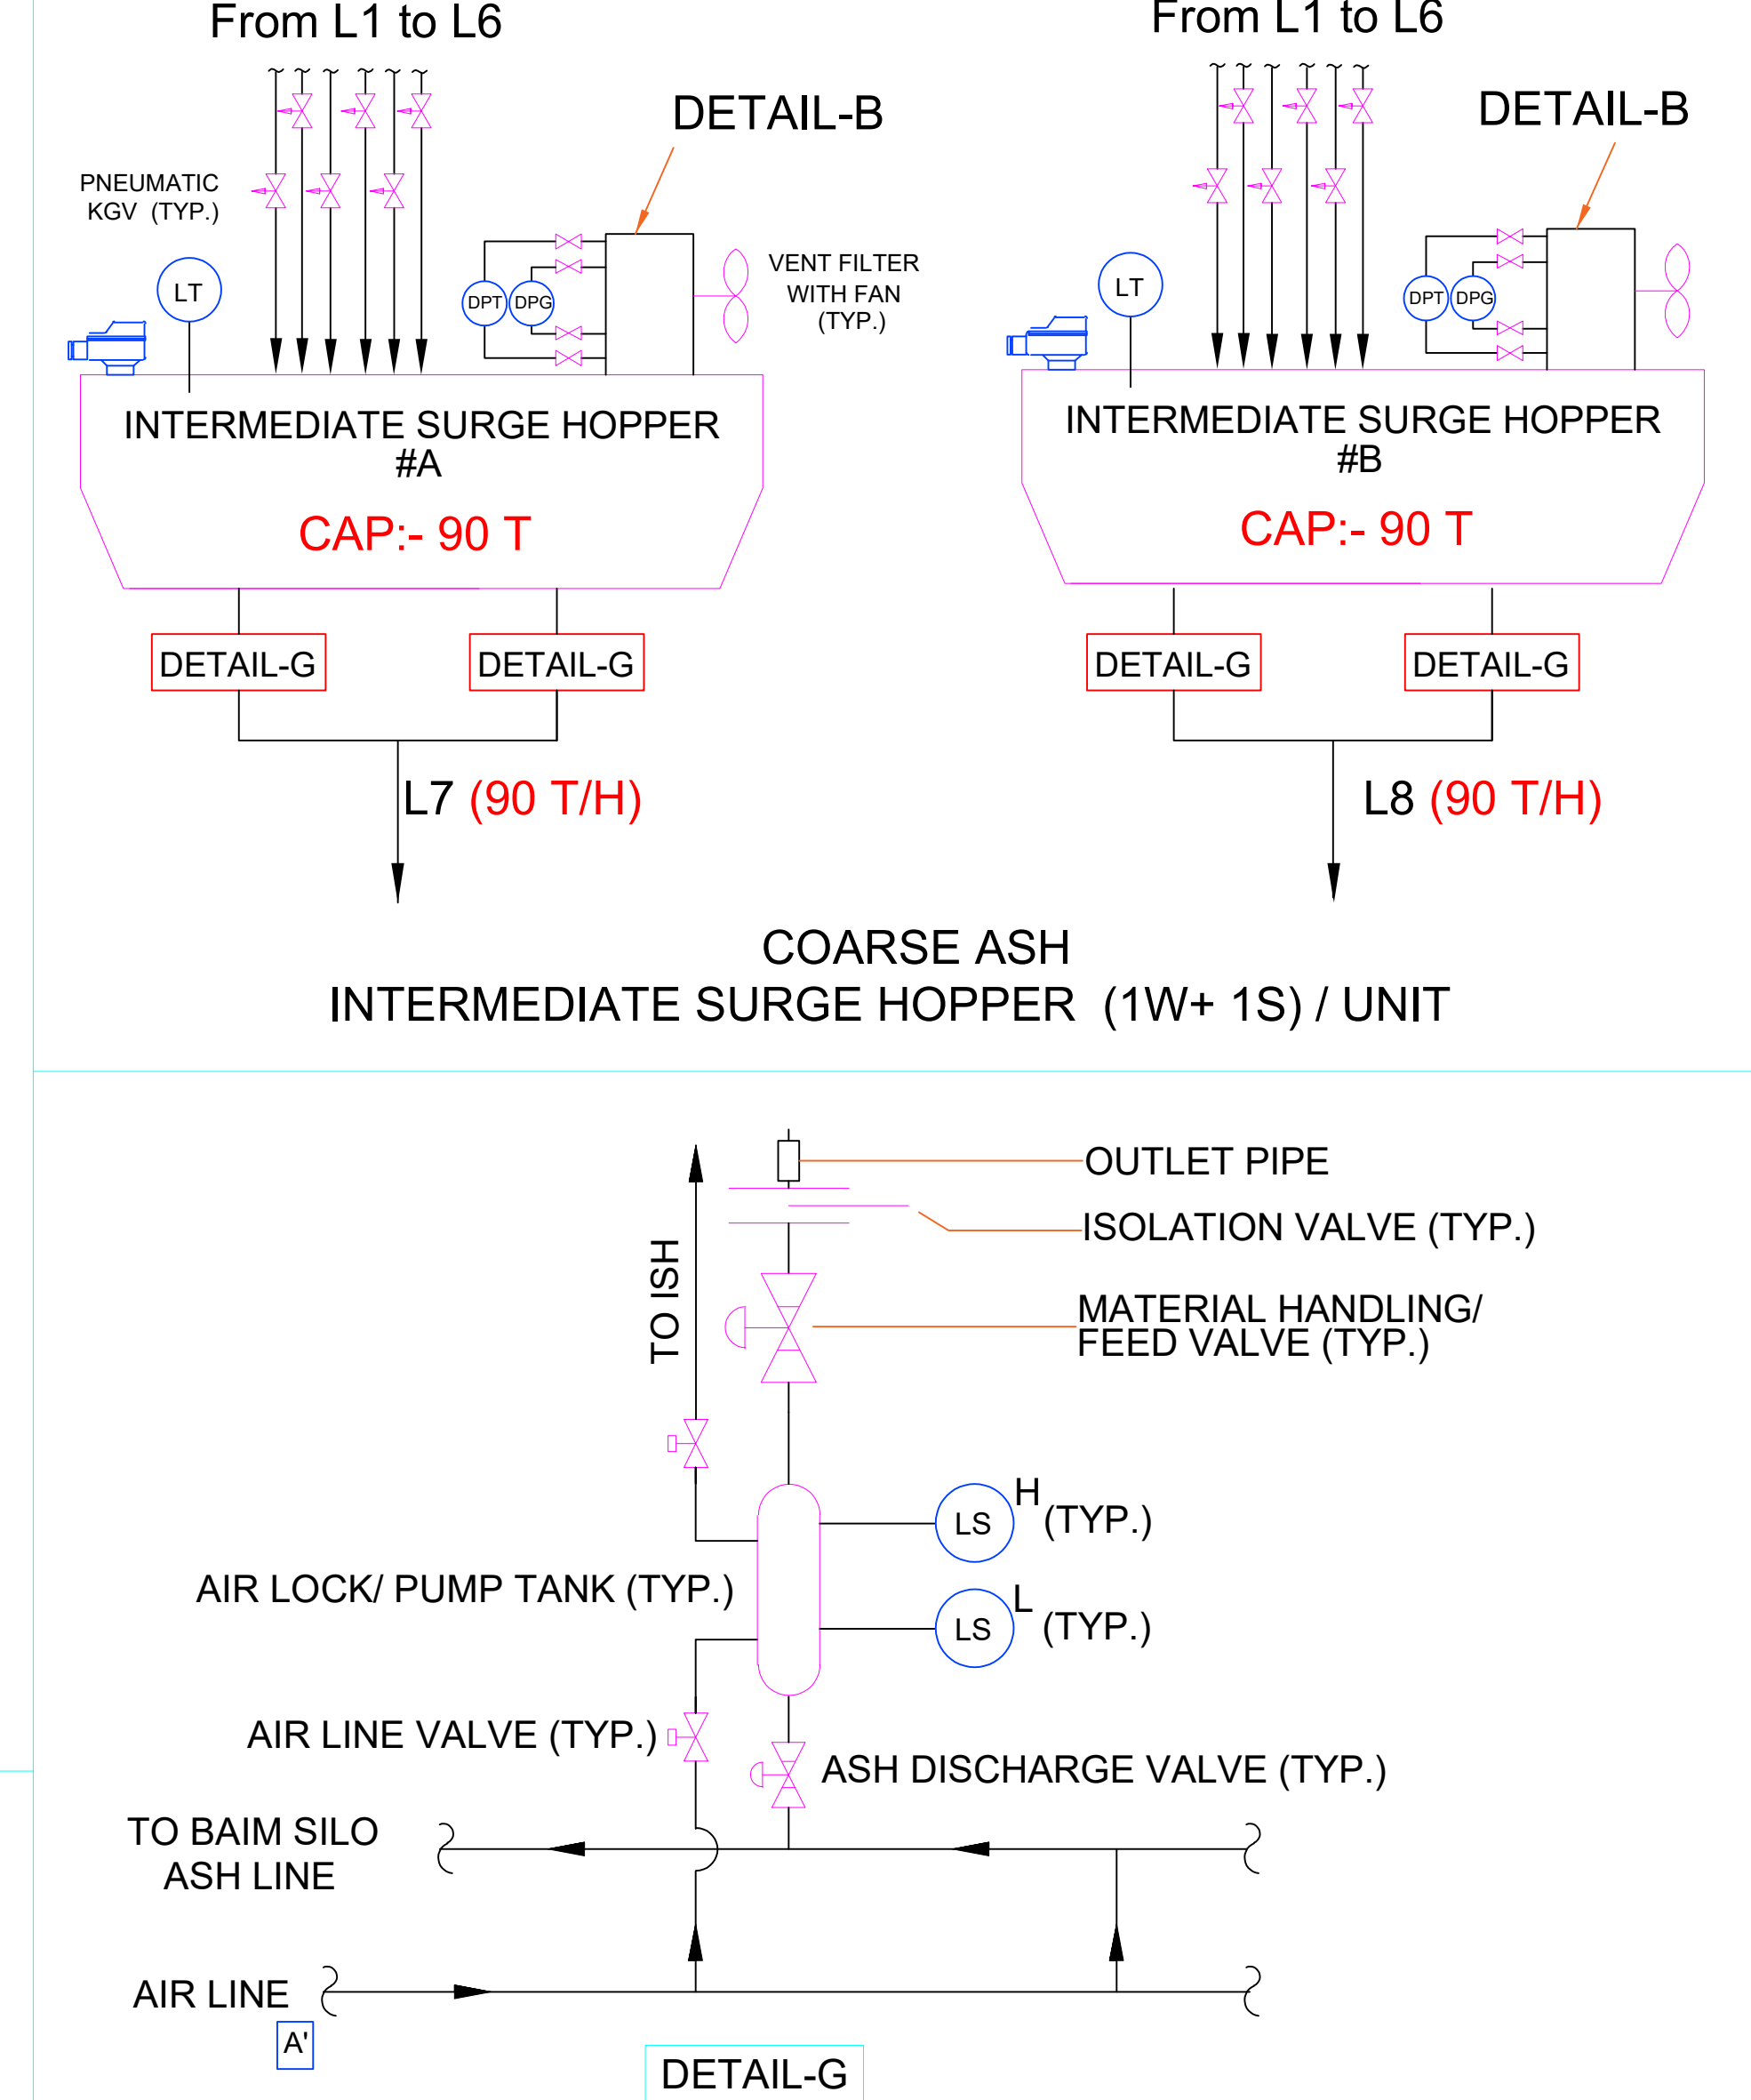 From L1 to L6
From L1 to L6
DETAIL-B
DETAIL-B
PNEUMATIC
KGV (TYP.)
LT
DPT
DPG
VENT FILTER
WITH FAN
(TYP.)
LT
DPT
DPG
INTERMEDIATE SURGE HOPPER
#A
CAP:- 90 T
INTERMEDIATE SURGE HOPPER
#B
CAP:- 90 T
DETAIL-G
DETAIL-G
DETAIL-G
DETAIL-G
L7 (90 T/H)
L8 (90 T/H)
COARSE ASH
INTERMEDIATE SURGE HOPPER (1W+ 1S) / UNIT
OUTLET PIPE
ISOLATION VALVE (TYP.)
TO ISH
MATERIAL HANDLING/
FEED VALVE (TYP.)
LS
H
(TYP.)
AIR LOCK/ PUMP TANK (TYP.)
LS
L
(TYP.)
AIR LINE VALVE (TYP.)
ASH DISCHARGE VALVE (TYP.)
TO BAIM SILO
ASH LINE
AIR LINE
A'
DETAIL-G